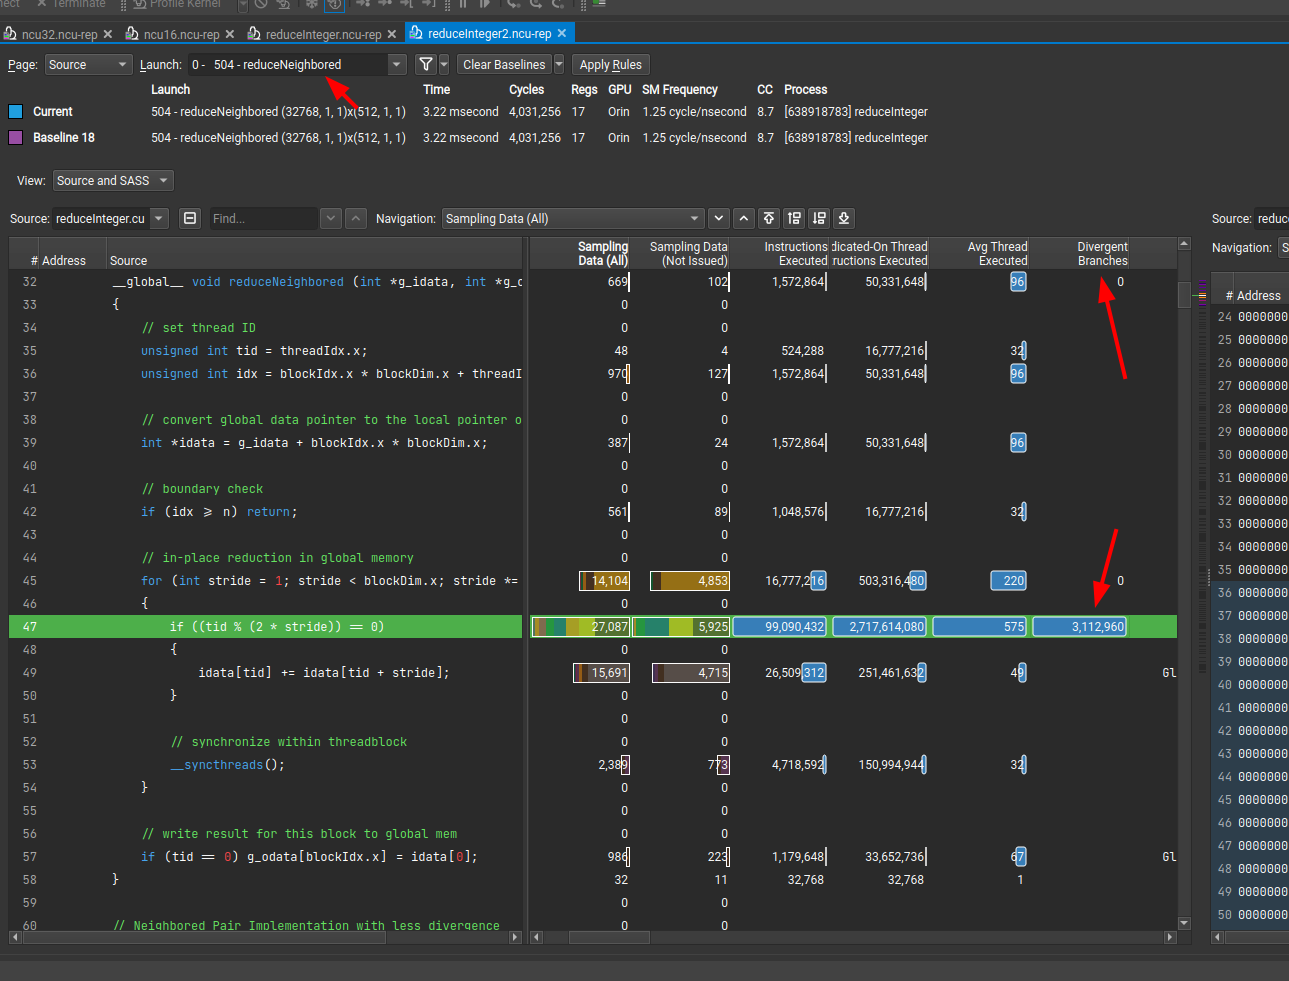 nect Terminate Profile Kernel
ncu32.ncu-rep ncu16.ncu-rep reduceInteger.ncu-rep reduceInteger2.ncu-rep
Page: Source Launch: 0 - 504 - reduceNeighbored Clear Baselines Apply Rules
Launch Time Cycles Regs GPU SM Frequency CC Process
Current 504 - reduceNeighbored (32768, 1, 1)x(512, 1, 1) 3.22 msecond 4,031,256 17 Orin 1.25 cycle/nsecond 8.7 [638918783] reduceInteger
Baseline 18 504 - reduceNeighbored (32768, 1, 1)x(512, 1, 1) 3.22 msecond 4,031,256 17 Orin 1.25 cycle/nsecond 8.7 [638918783] reduceInteger
View: Source and SASS
Source: reduceInteger.cu Find... Navigation: Sampling Data (All) Source: reduce
Navigation: S
# Address Source Sampling Data (All) Sampling Data (Not Issued) Instructions Executed dicated-On Thread ructions Executed Avg Thread Executed Divergent Branches
# Address
32 __global__ void reduceNeighbored (int *g_idata, int *g_o 669 102 1,572,864 50,331,648 96 0
33 { 0 0
34 // set thread ID 0 0
35 unsigned int tid = threadIdx.x; 48 4 524,288 16,777,216 32
36 unsigned int idx = blockIdx.x * blockDim.x + threadI 970 127 1,572,864 50,331,648 96
37 0 0
38 // convert global data pointer to the local pointer o 0 0
39 int *idata = g_idata + blockIdx.x * blockDim.x; 387 24 1,572,864 50,331,648 96
40 0 0
41 // boundary check 0 0
42 if (idx >= n) return; 561 89 1,048,576 16,777,216 32
43 0 0
44 // in-place reduction in global memory 0 0
45 for (int stride = 1; stride < blockDim.x; stride *= 14,104 4,853 16,777,216 503,316,480 220 0
46 { 0 0
47 if ((tid % (2 * stride)) == 0) 27,087 5,925 99,090,432 2,717,614,080 575 3,112,960
48 { 0 0
49 idata[tid] += idata[tid + stride]; 15,691 4,715 26,509,312 251,461,632 49 Gl
50 } 0 0
51 0 0
52 // synchronize within threadblock 0 0
53 __syncthreads(); 2,389 773 4,718,592 150,994,944 32
54 } 0 0
55 0 0
56 // write result for this block to global mem 0 0
57 if (tid == 0) g_odata[blockIdx.x] = idata[0]; 986 223 1,179,648 33,652,736 67 Gl
58 } 32 11 32,768 32,768 1
59 0 0
60 // Neighbored Pair Implementation with less divergence 0 0
24 0000000
25 0000000
26 0000000
27 0000000
28 0000000
29 0000000
30 0000000
31 0000000
32 0000000
33 0000000
34 0000000
35 0000000
36 0000000
37 0000000
38 0000000
39 0000000
40 0000000
41 0000000
42 0000000
43 0000000
44 0000000
45 0000000
46 0000000
47 0000000
48 0000000
49 0000000
50 0000000